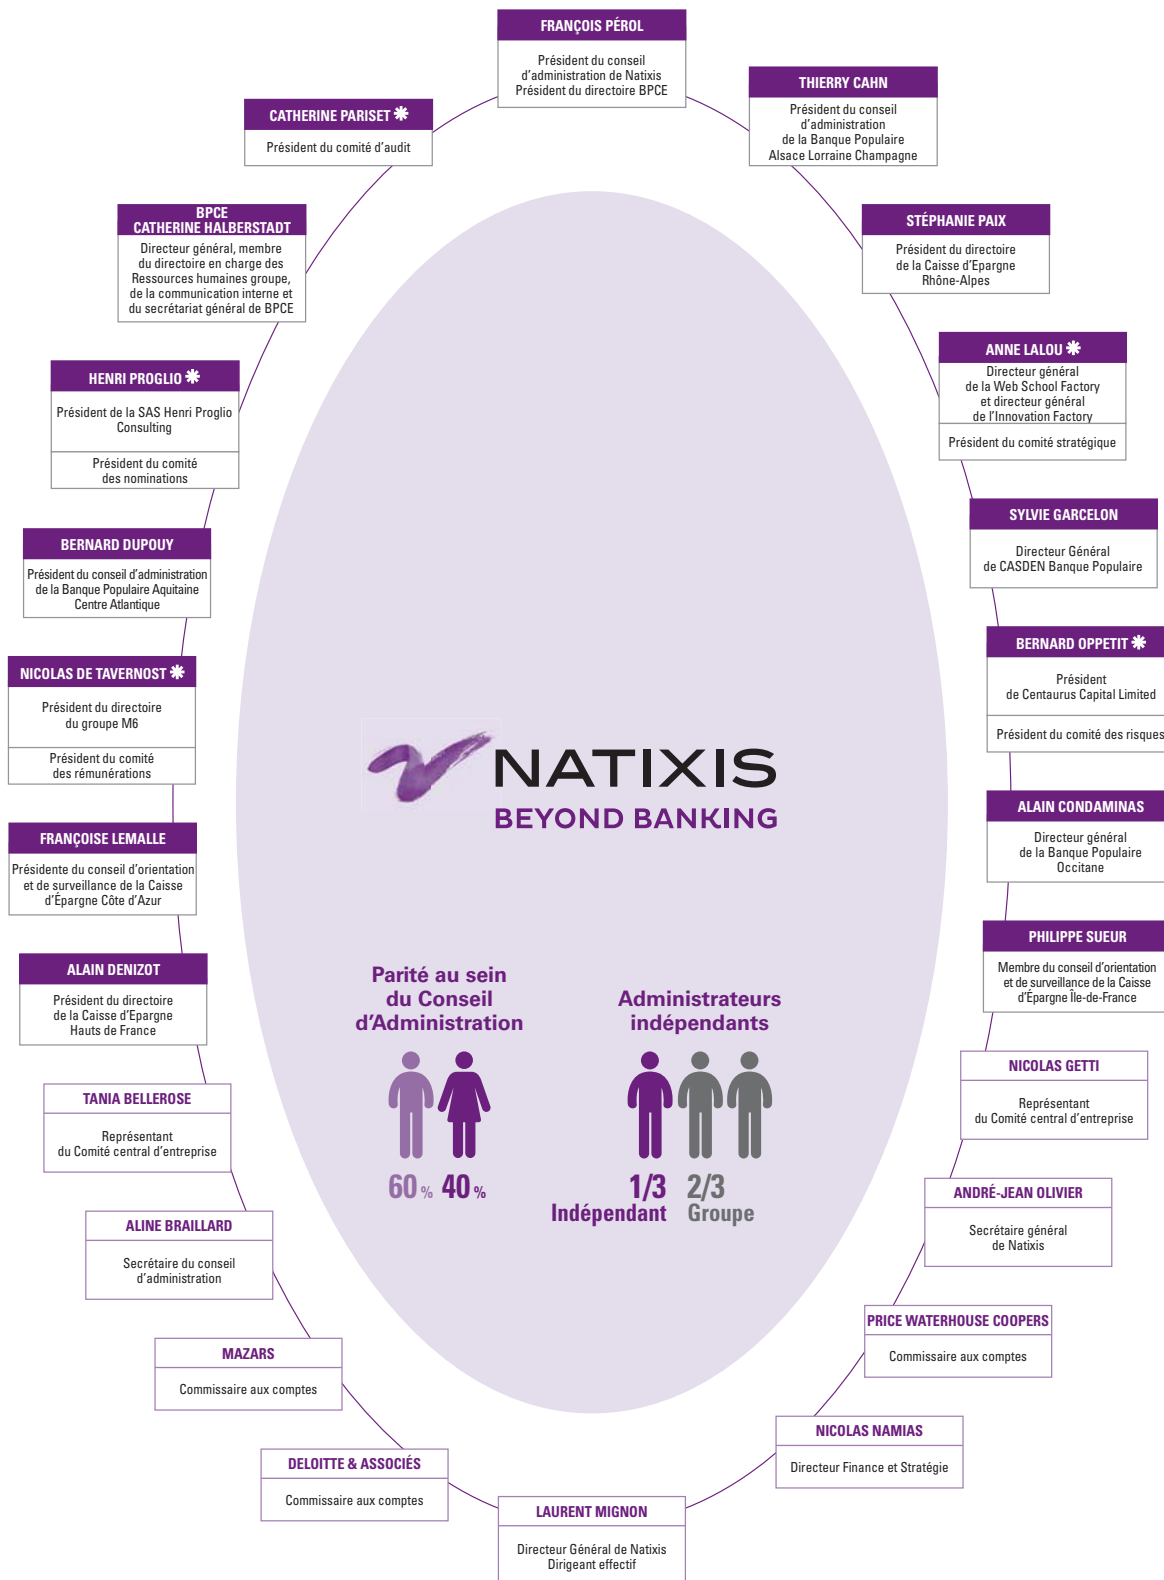 FRANÇOIS PÉROL
Président du conseil
d'administration de Natixis
Président du directoire BPCE
THIERRY CAHN
Président du conseil
d'administration
de la Banque Populaire
Alsace Lorraine Champagne
STÉPHANIE PAIX
Président du directoire
de la Caisse d'Epargne
Rhône-Alpes
ANNE LALOU ✱
Directeur général
de la Web School Factory
et directeur général
de l'Innovation Factory
Président du comité stratégique
SYLVIE GARCELON
Directeur Général
de CASDEN Banque Populaire
BERNARD OPPETIT ✱
Président
de Centaurus Capital Limited
Président du comité des risques
ALAIN CONDAMINAS
Directeur général
de la Banque Populaire
Occitane
PHILIPPE SUEUR
Membre du conseil d'orientation
et de surveillance de la Caisse
d'Épargne Île-de-France
NICOLAS GETTI
Représentant
du Comité central d'entreprise
ANDRÉ-JEAN OLIVIER
Secrétaire général
de Natixis
PRICE WATERHOUSE COOPERS
Commissaire aux comptes
NICOLAS NAMIAS
Directeur Finance et Stratégie
LAURENT MIGNON
Directeur Général de Natixis
Dirigeant effectif
DELOITTE & ASSOCIÉS
Commissaire aux comptes
MAZARS
Commissaire aux comptes
ALINE BRAILLARD
Secrétaire du conseil
d'administration
TANIA BELLEROSE
Représentant
du Comité central d'entreprise
ALAIN DENIZOT
Président du directoire
de la Caisse d'Epargne
Hauts de France
FRANÇOISE LEMALLE
Présidente du conseil d'orientation
et de surveillance de la Caisse
d'Épargne Côte d'Azur
NICOLAS DE TAVERNOST ✱
Président du directoire
du groupe M6
Président du comité
des rémunérations
BERNARD DUPOUY
Président du conseil d'administration
de la Banque Populaire Aquitaine
Centre Atlantique
HENRI PROGLIO ✱
Président de la SAS Henri Proglio
Consulting
Président du comité
des nominations
BPCE
CATHERINE HALBERSTADT
Directeur général, membre
du directoire en charge des
Ressources humaines groupe,
de la communication interne et
du secrétariat général de BPCE
CATHERINE PARISET ✱
Président du comité d'audit
NATIXIS
BEYOND BANKING
Parité au sein
du Conseil
d'Administration
60 % 40 %
Administrateurs
indépendants
1/3 2/3
Indépendant Groupe